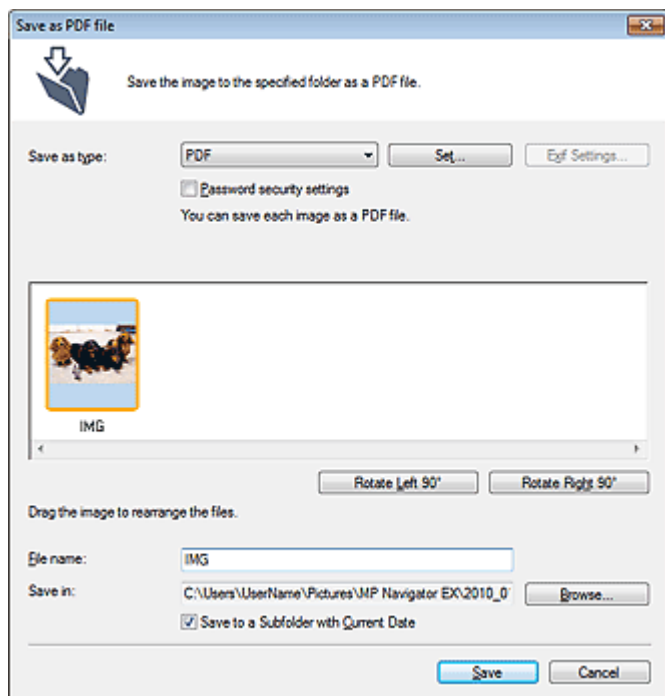 Save as PDF file
Save the image to the specified folder as a PDF file.
Save as type:
PDF
Set...
Exif Settings...
Password security settings
You can save each image as a PDF file.
IMG
Rotate Left 90°
Rotate Right 90°
Drag the image to rearrange the files.
File name:
IMG
Save in:
C:\Users\UserName\Pictures\MP Navigator EX\2010_0
Browse...
Save to a Subfolder with Current Date
Save
Cancel